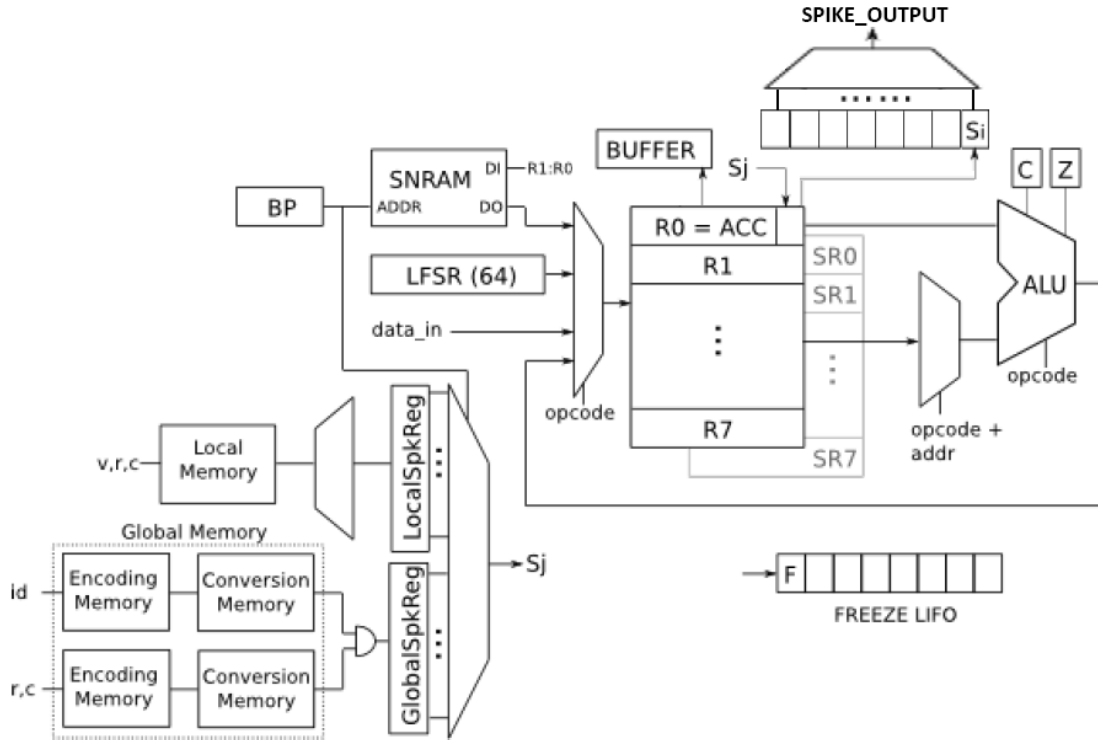 SPIKE_OUTPUT
Si
BUFFER
Sj
C
Z
SNRAM
DI
R1:R0
ADDR
DO
BP
R0 = ACC
R1
R7
SR0
SR1
SR7
LFSR (64)
data_in
opcode
ALU
opcode
opcode +
addr
v,r,c
Local
Memory
LocalSpkReg
Global Memory
id
Encoding
Memory
Conversion
Memory
r,c
Encoding
Memory
Conversion
Memory
GlobalSpkReg
Sj
F
FREEZE LIFO